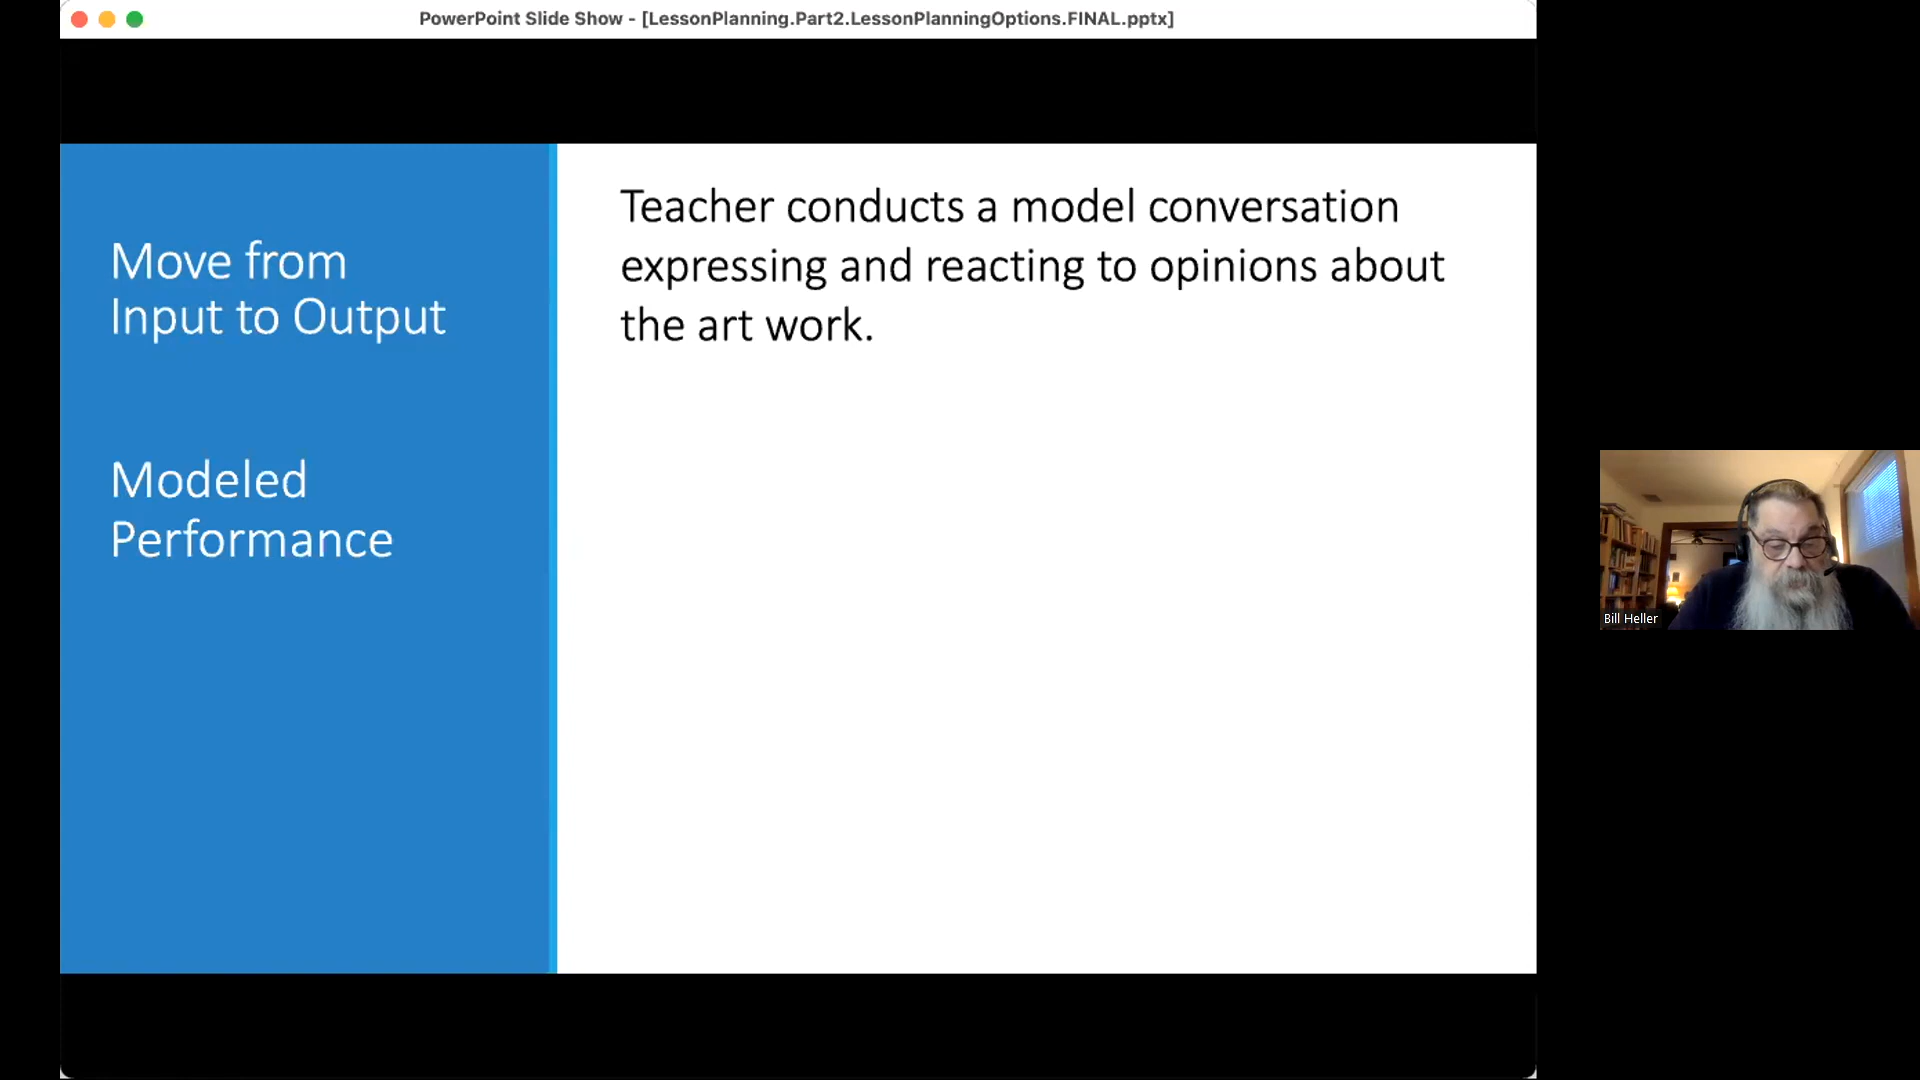 PowerPoint Slide Show - [LessonPlanning.Part2.LessonPlanningOptions.FINAL.pptx]
Move from
Input to Output
Modeled
Performance
Teacher conducts a model conversation
expressing and reacting to opinions about
the art work.
Bill Heller